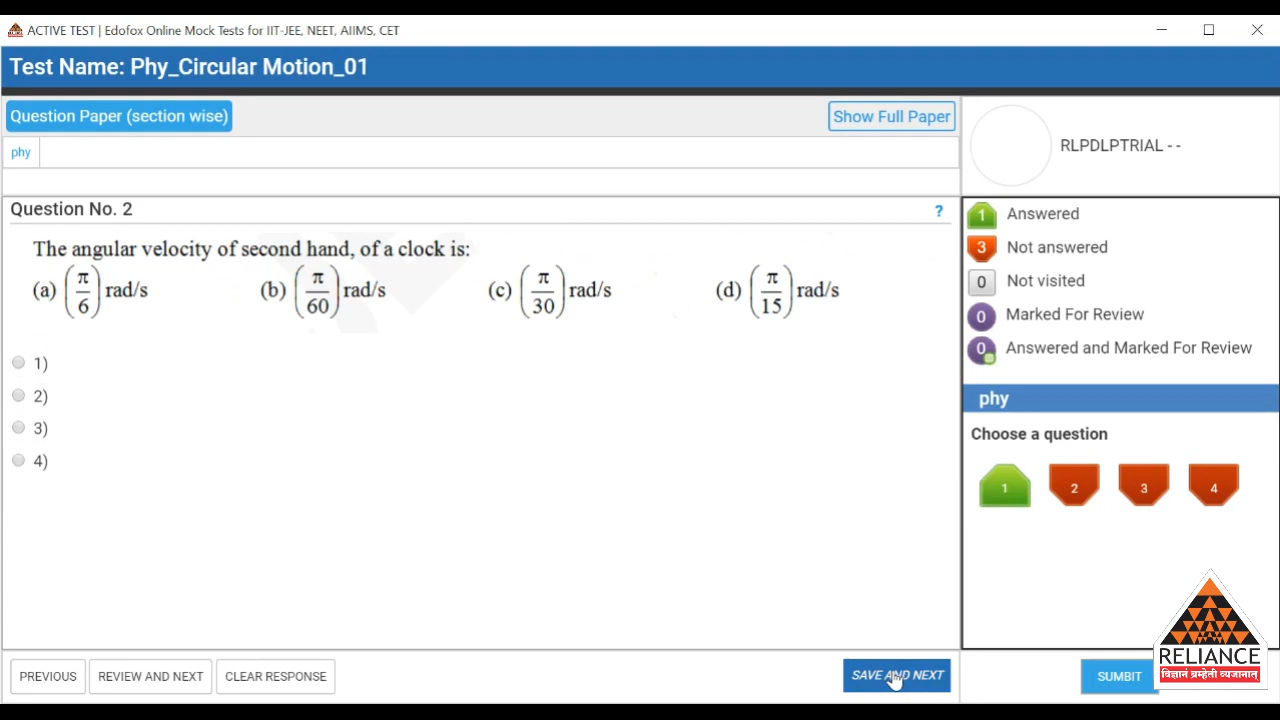 ACTIVE TEST | Edofox Online Mock Tests for IIT-JEE, NEET, AIIMS, CET
Test Name: Phy_Circular Motion_01
Question Paper (section wise)
Show Full Paper
phy
RLPDLPTRIAL - -
Question No. 2
?
The angular velocity of second hand, of a clock is:
(a) (π/6) rad/s (b) (π/60) rad/s (c) (π/30) rad/s (d) (π/15) rad/s
1)
2)
3)
4)
1 Answered
3 Not answered
0 Not visited
0 Marked For Review
0 Answered and Marked For Review
phy
Choose a question
1 2 3 4
PREVIOUS
REVIEW AND NEXT
CLEAR RESPONSE
SAVE AND NEXT
SUMBIT
RELIANCE